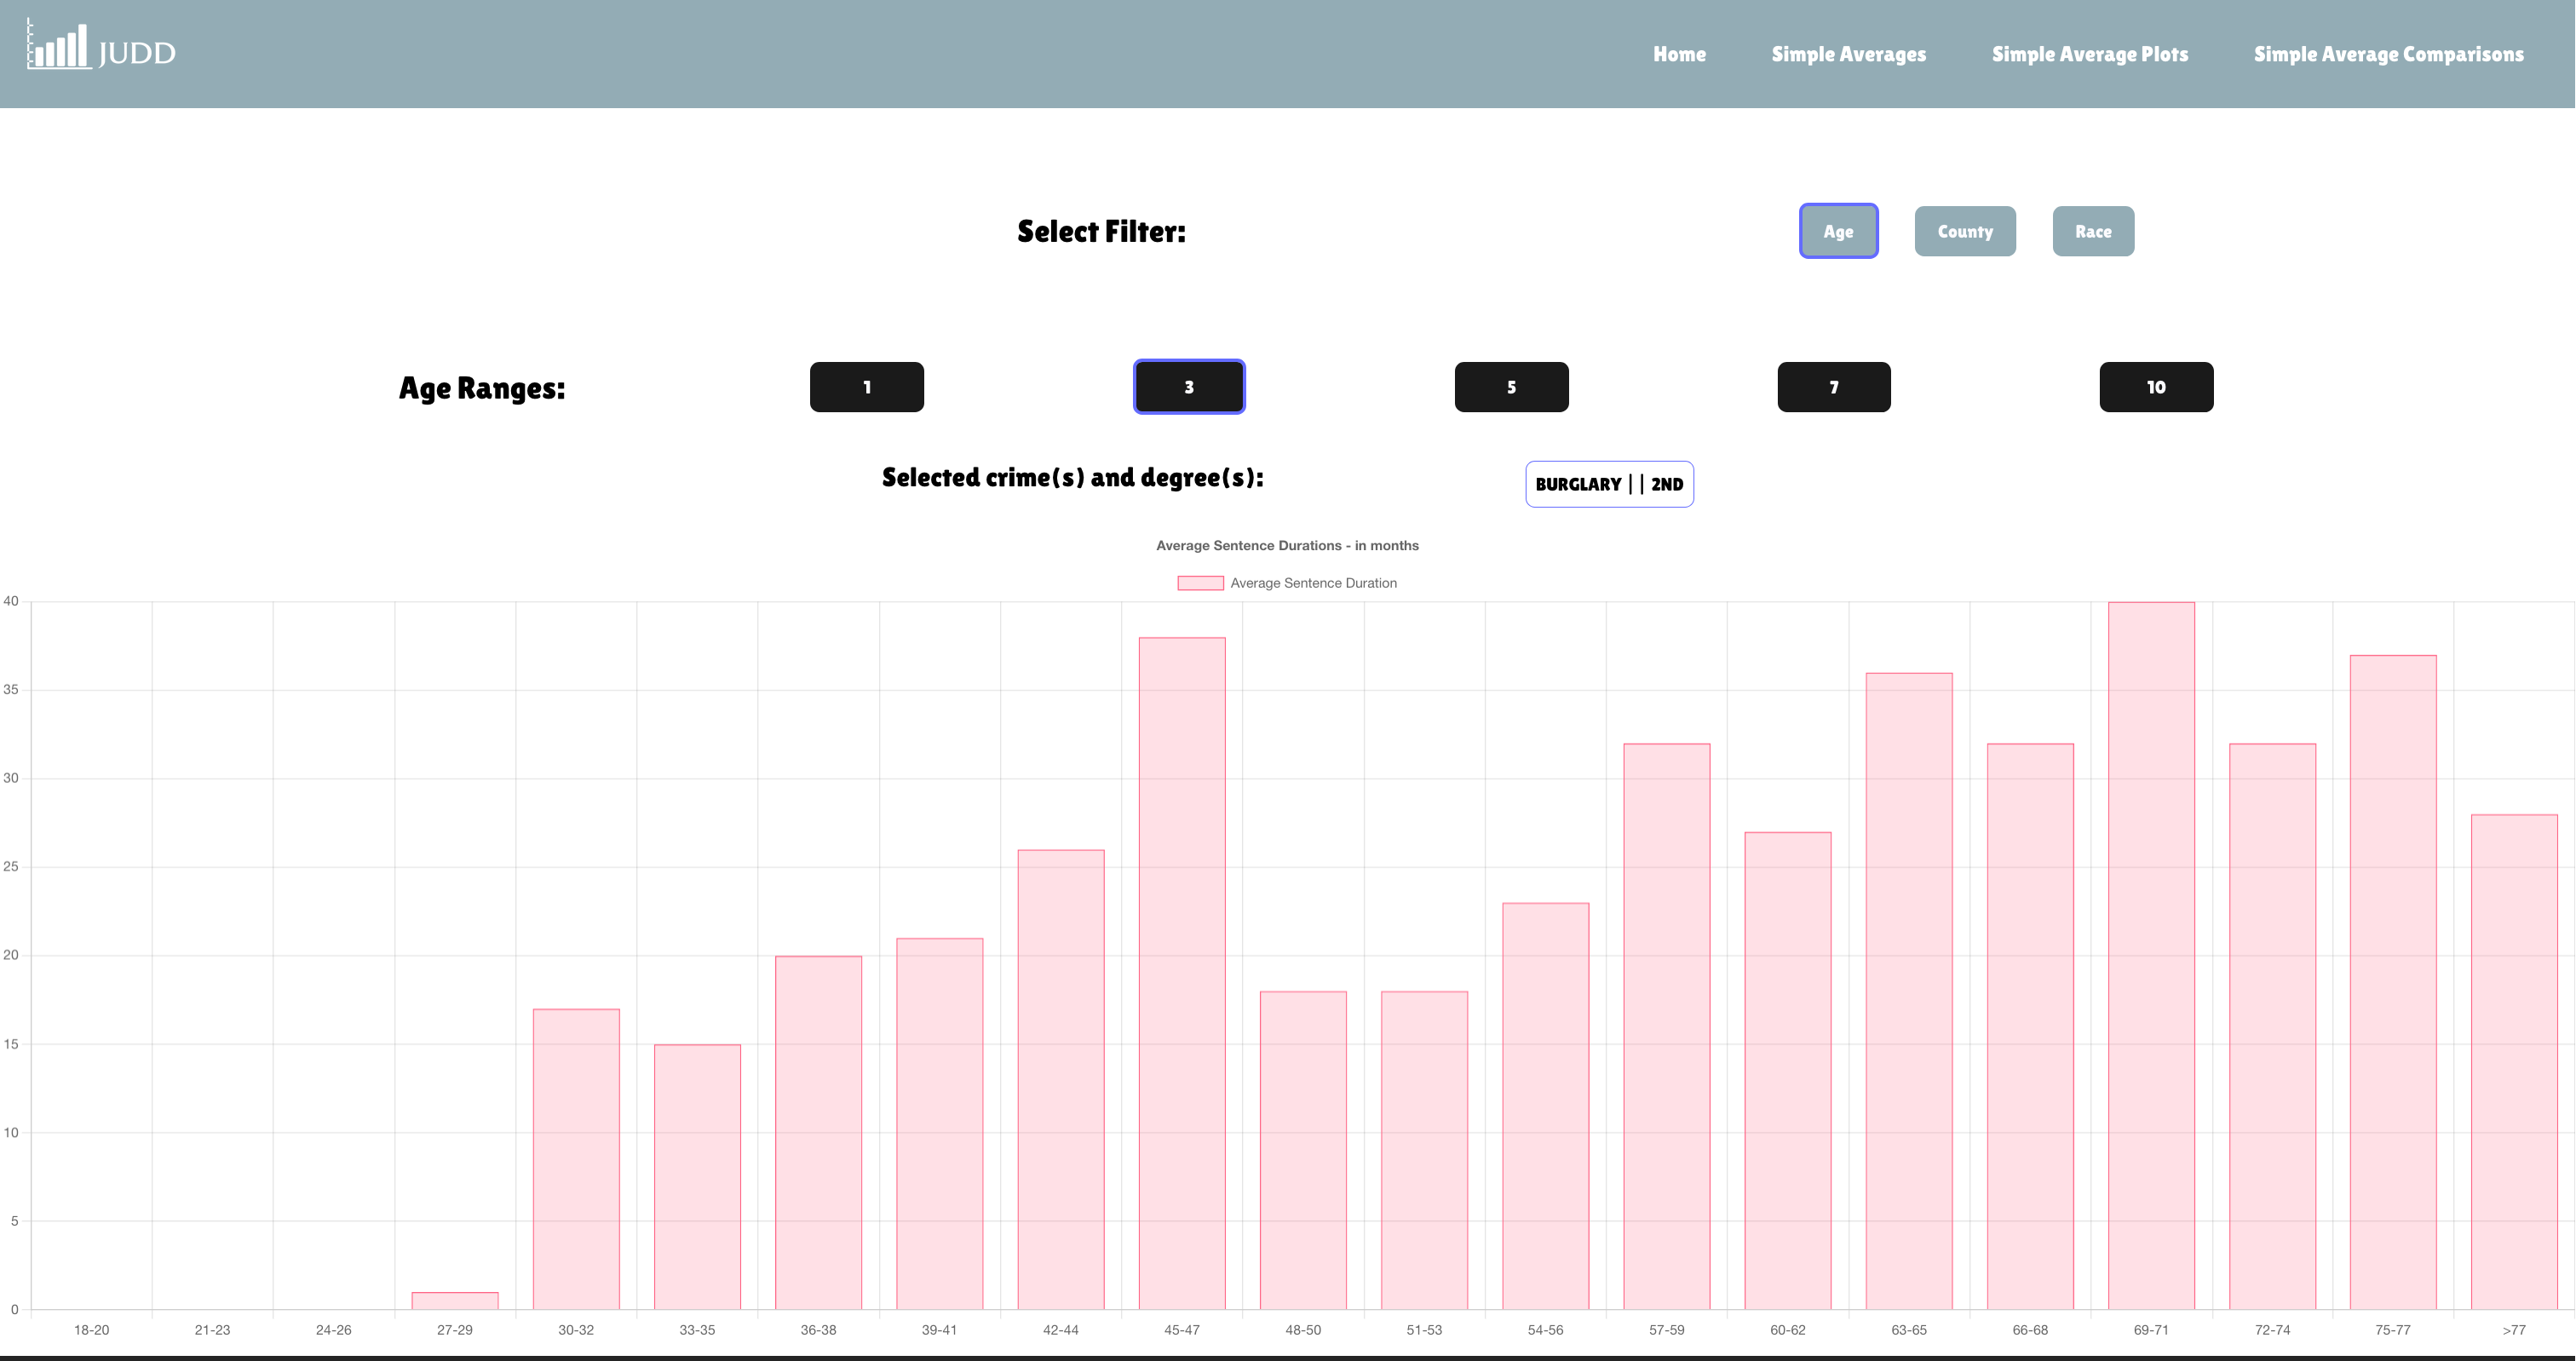 JUDD
Home Simple Averages Simple Average Plots Simple Average Comparisons
Select Filter: Age County Race
Age Ranges: 1 3 5 7 10
Selected crime(s) and degree(s): BURGLARY || 2ND
Average Sentence Durations - in months
Average Sentence Duration
40
35
30
25
20
15
10
5
0
18-20 21-23 24-26 27-29 30-32 33-35 36-38 39-41 42-44 45-47 48-50 51-53 54-56 57-59 60-62 63-65 66-68 69-71 72-74 75-77 >77